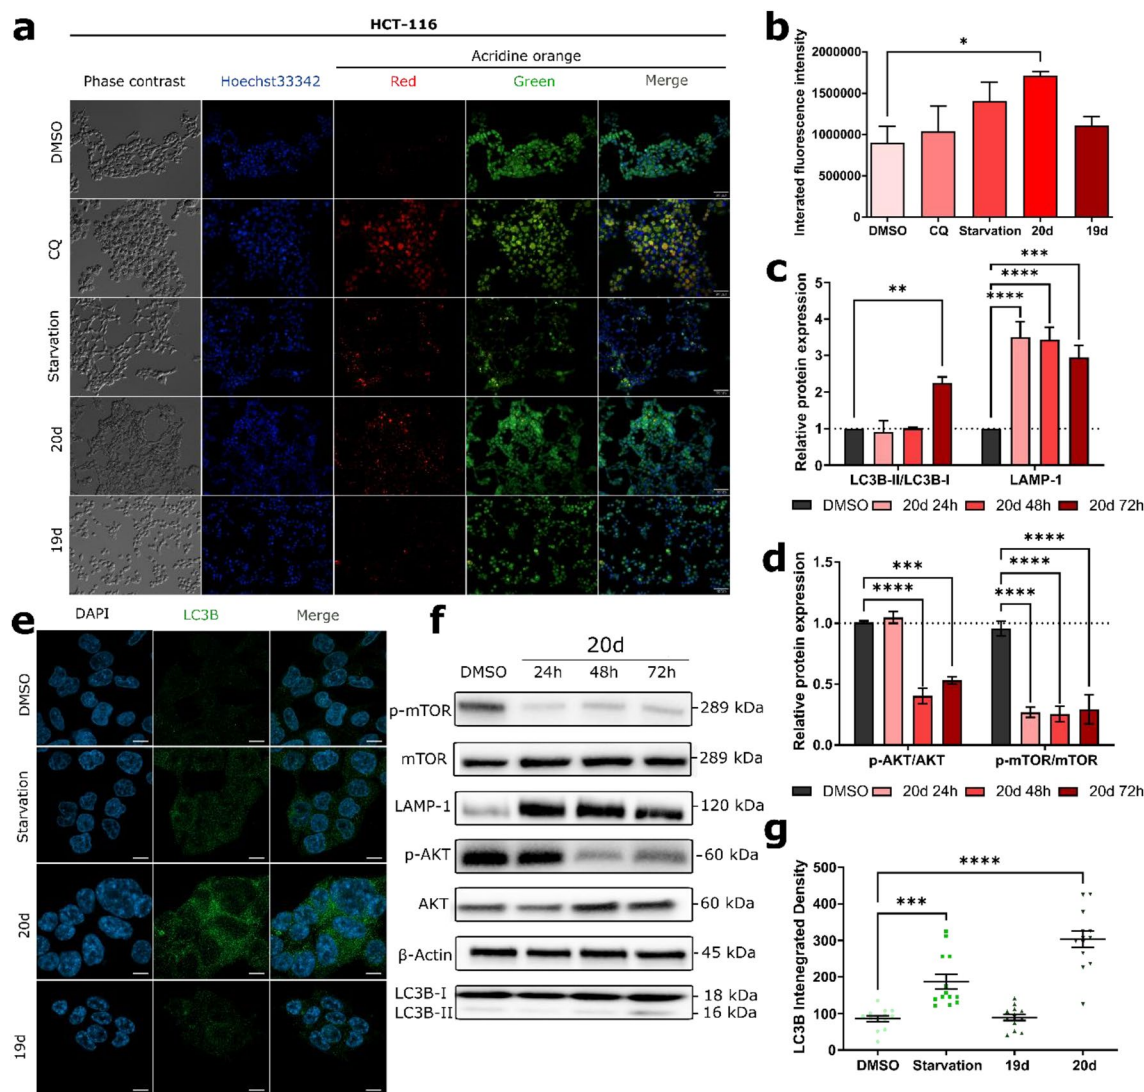 a
HCT-116
Acridine orange
Phase contrast
Hoechst33342
Red
Green
Merge
DMSO
CQ
Starvation
20d
19d
b
Interated fluorescence intensity
2000000
1500000
1000000
500000
0
*
DMSO
CQ
Starvation
20d
19d
c
Relative protein expression
5
4
3
2
1
0
**
***
****
****
LC3B-II/LC3B-I
LAMP-1
DMSO
20d 24h
20d 48h
20d 72h
d
Relative protein expression
1.5
1.0
0.5
0.0
***
****
****
****
****
p-AKT/AKT
p-mTOR/mTOR
DMSO
20d 24h
20d 48h
20d 72h
e
DAPI
LC3B
Merge
DMSO
Starvation
20d
19d
f
20d
DMSO
24h
48h
72h
p-mTOR
289 kDa
mTOR
289 kDa
LAMP-1
120 kDa
p-AKT
60 kDa
AKT
60 kDa
β-Actin
45 kDa
LC3B-I
18 kDa
LC3B-II
16 kDa
g
LC3B Intenegrated Density
500
400
300
200
100
0
****
***
DMSO
Starvation
19d
20d